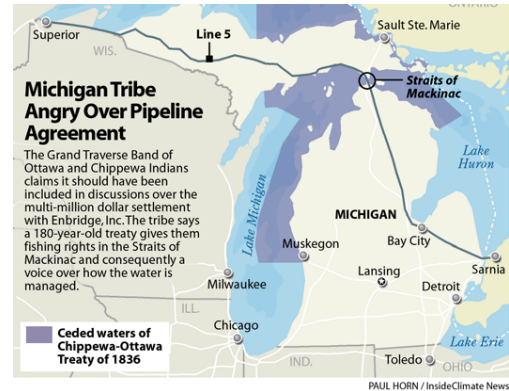 ONTARIO
Sault Ste. Marie
Superior
Line 5
WIS.
Straits of
Mackinac
Michigan Tribe
Angry Over Pipeline
Agreement
The Grand Traverse Band of
Ottawa and Chippewa Indians
claims it should have been
included in discussions over the
multi-million dollar settlement
with Enbridge, Inc. The tribe says
a 180-year-old treaty gives them
fishing rights in the Straits of
Mackinac and consequently a
voice over how the water is
managed.
Lake
Huron
Lake Michigan
MICHIGAN
Muskegon
Bay City
Sarnia
Lansing
Detroit
Milwaukee
ILL.
Chicago
Lake Erie
IND.
Toledo
OHIO
Ceded waters of
Chippewa-Ottawa
Treaty of 1836
PAUL HORN / InsideClimate News